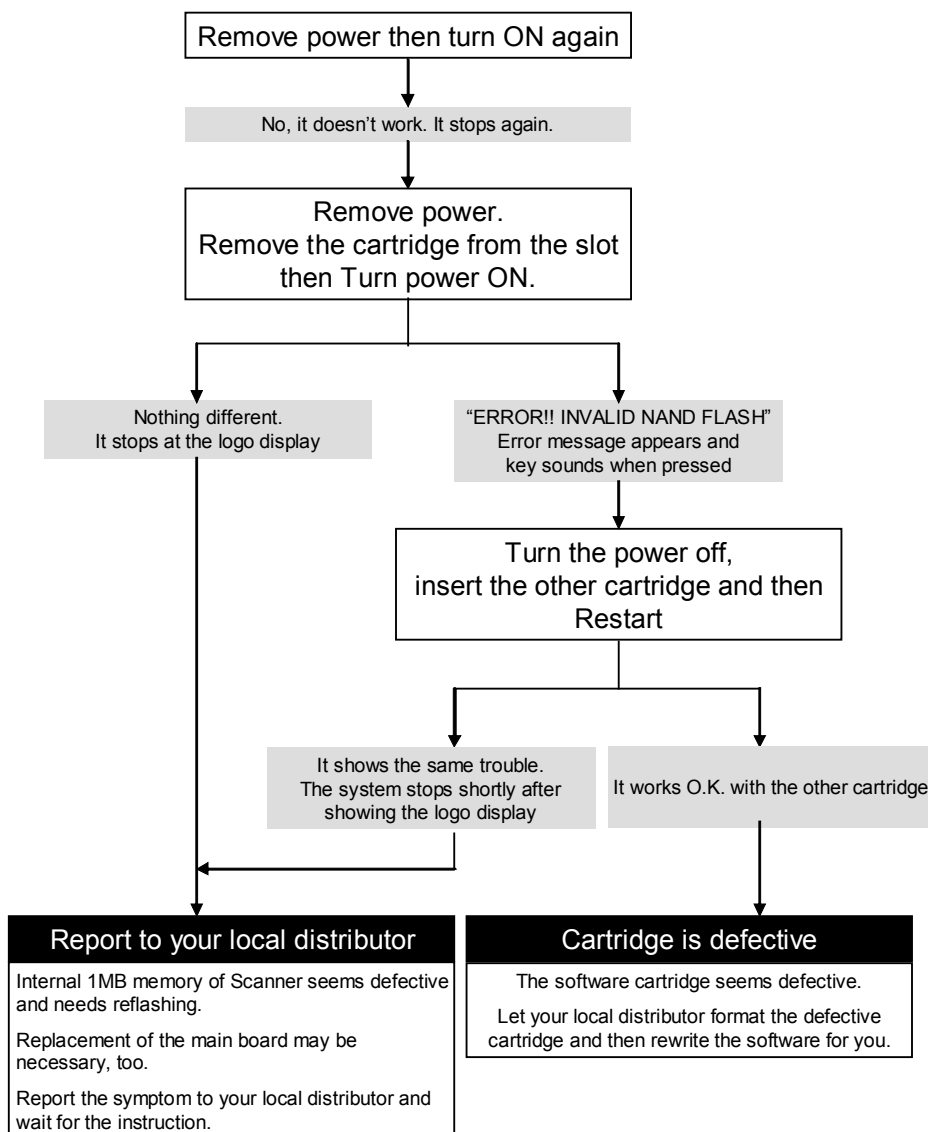 Remove power then turn ON again
No, it doesn’t work. It stops again.
Remove power.
Remove the cartridge from the slot
then Turn power ON.
Nothing different.
It stops at the logo display
“ERROR!! INVALID NAND FLASH”
Error message appears and
key sounds when pressed
Turn the power off,
insert the other cartridge and then
Restart
It shows the same trouble.
The system stops shortly after
showing the logo display
It works O.K. with the other cartridge
Report to your local distributor
Internal 1MB memory of Scanner seems defective
and needs reflashing.
Replacement of the main board may be
necessary, too.
Report the symptom to your local distributor and
wait for the instruction.
Cartridge is defective
The software cartridge seems defective.
Let your local distributor format the defective
cartridge and then rewrite the software for you.